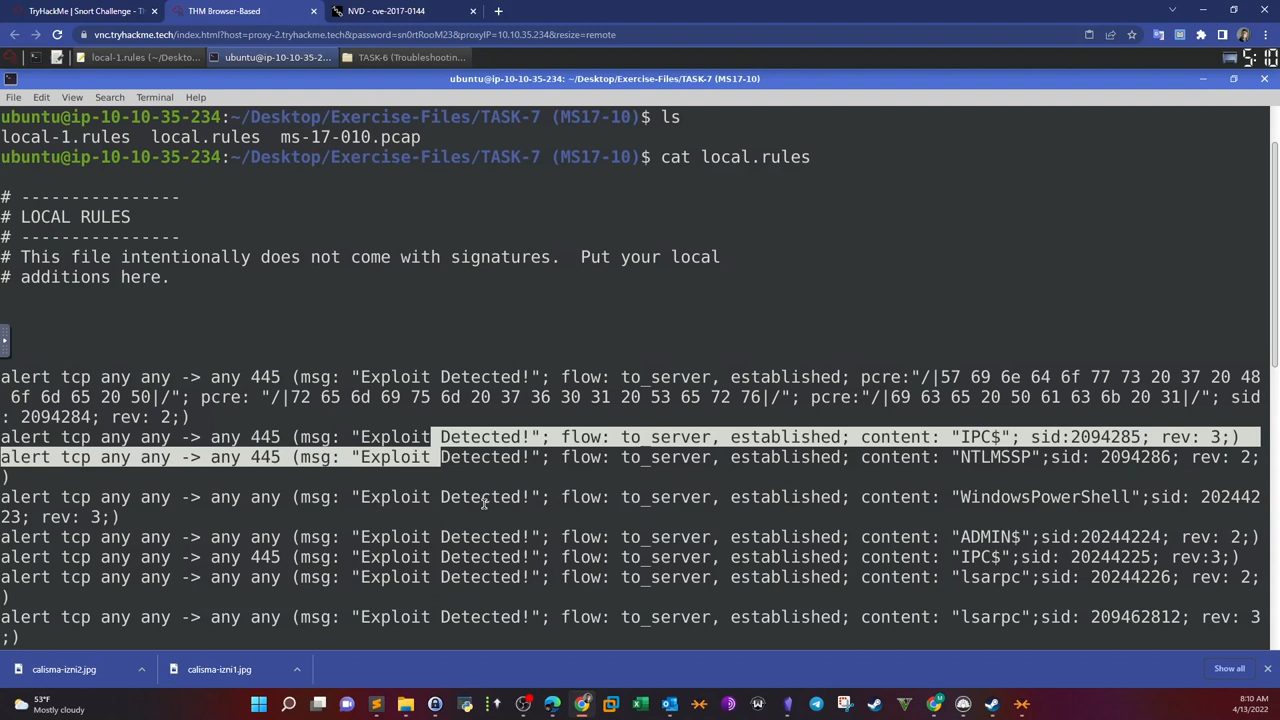 TryHackMe | Snort Challenge - Th
THM Browser-Based
NVD - cve-2017-0144
vnc.tryhackme.tech/index.html?host=proxy-2.tryhackme.tech&password=sn0rtRooM23&proxyIP=10.10.35.234&resize=remote
local-1.rules (~/Deskto...
ubuntu@ip-10-10-35-2...
TASK-6 (Troubleshootin...
5:10
ubuntu@ip-10-10-35-234: ~/Desktop/Exercise-Files/TASK-7 (MS17-10)
File Edit View Search Terminal Help
ubuntu@ip-10-10-35-234:~/Desktop/Exercise-Files/TASK-7 (MS17-10)$ ls
local-1.rules  local.rules  ms-17-010.pcap
ubuntu@ip-10-10-35-234:~/Desktop/Exercise-Files/TASK-7 (MS17-10)$ cat local.rules
# ----------------
# LOCAL RULES
# ----------------
# This file intentionally does not come with signatures.  Put your local
# additions here.
alert tcp any any -> any 445 (msg: "Exploit Detected!"; flow: to_server, established; pcre:"/|57 69 6e 64 6f 77 73 20 37 20 48
 6f 6d 65 20 50|/"; pcre: "/|72 65 6d 69 75 6d 20 37 36 30 31 20 53 65 72 76|/"; pcre:"/|69 63 65 20 50 61 63 6b 20 31|/"; sid
: 2094284; rev: 2;)
alert tcp any any -> any 445 (msg: "Exploit Detected!"; flow: to_server, established; content: "IPC$"; sid:2094285; rev: 3;)
alert tcp any any -> any 445 (msg: "Exploit Detected!"; flow: to_server, established; content: "NTLMSSP";sid: 2094286; rev: 2;
)
alert tcp any any -> any any (msg: "Exploit Detected!"; flow: to_server, established; content: "WindowsPowerShell";sid: 202442
23; rev: 3;)
alert tcp any any -> any any (msg: "Exploit Detected!"; flow: to_server, established; content: "ADMIN$";sid:20244224; rev: 2;)
alert tcp any any -> any 445 (msg: "Exploit Detected!"; flow: to_server, established; content: "IPC$";sid: 20244225; rev:3;)
alert tcp any any -> any any (msg: "Exploit Detected!"; flow: to_server, established; content: "lsarpc";sid: 20244226; rev: 2;
)
alert tcp any any -> any any (msg: "Exploit Detected!"; flow: to_server, established; content: "lsarpc";sid: 209462812; rev: 3
;)
calisma-izni2.jpg
calisma-izni1.jpg
Show all
53°F
Mostly cloudy
8:10 AM
4/13/2022